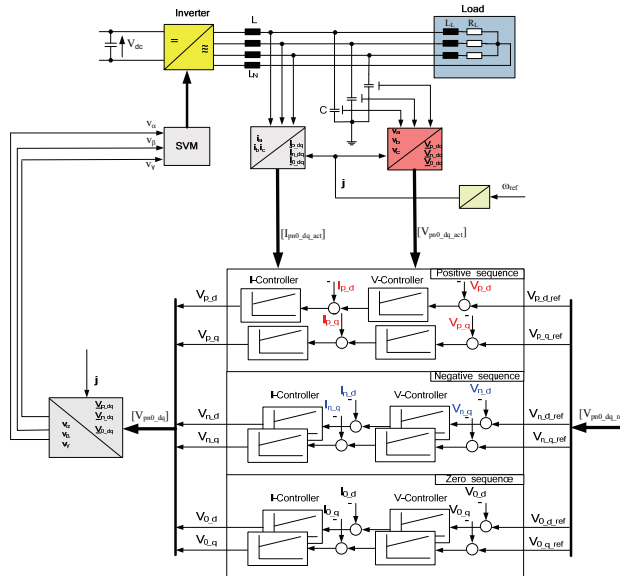 Inverter
L
Load
L_L R_L
V_dc
L_N
C
v_α
v_β
v_γ
SVM
i_a
i_b i_c
I_p_dq
I_n_dq
I_0_dq
v_a
v_b
v_c
V_p_dq
V_n_dq
V_0_dq
j
ω_ref
[I_pn0_dq_act]
[V_pn0_dq_act]
Positive sequence
I-Controller
V-Controller
I_p_d
V_p_d
V_p_d
V_p_d_ref
I_p_q
V_p_q
V_p_q
V_p_q_ref
j
V_p_dq
V_n_dq
V_0_dq
[V_pn0_dq]
Negative sequence
I-Controller
V-Controller
I_n_d
V_n_d
I_n_q
V_n_q
V_n_d
V_n_d_ref
V_n_q
V_n_q_ref
Zero sequence
I-Controller
V-Controller
I_0_d
V_0_d
I_0_q
V_0_q
V_0_d
V_0_d_ref
V_0_q
V_0_q_ref